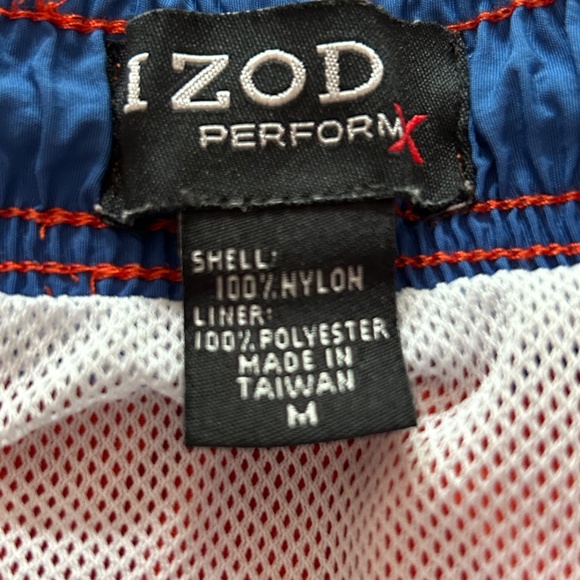 IZOD
PERFORMX
SHELL:
100% NYLON
LINER:
100% POLYESTER
MADE IN
TAIWAN
M